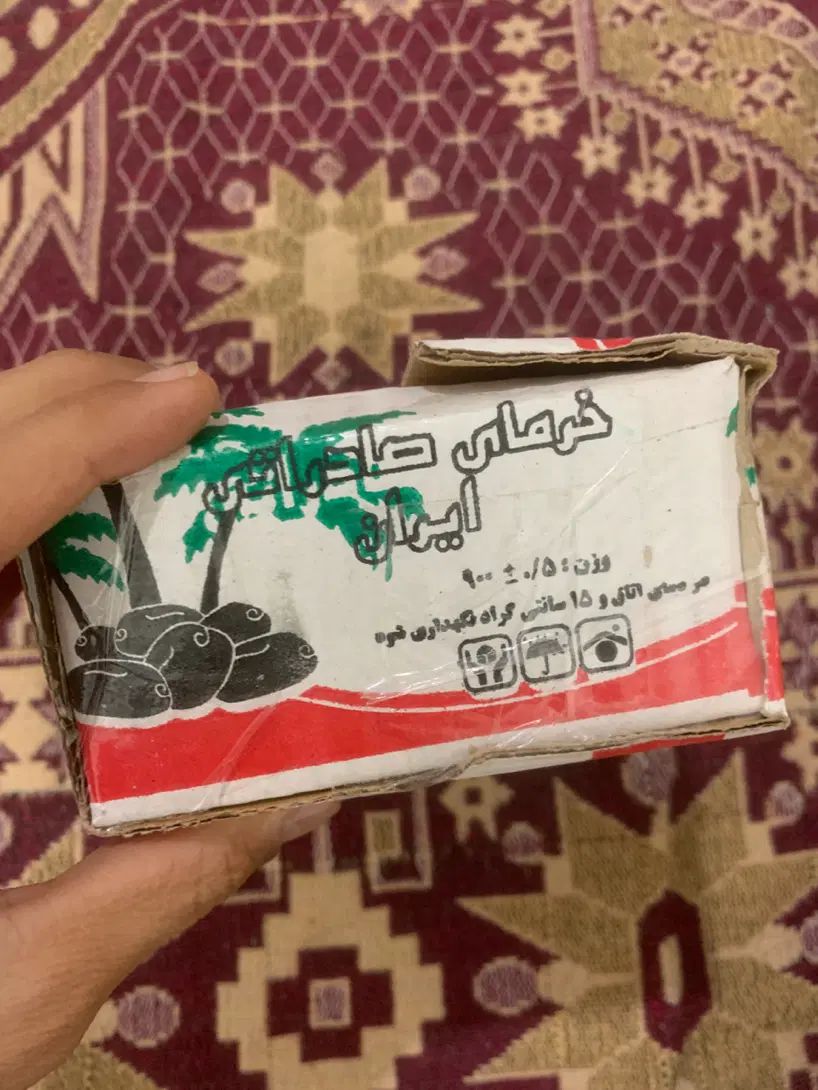 خرمای صادراتی
ایران
وزن : ۰/۵ ± ۹۰۰
در دمای اتاق و ۱۵ سانتی گراد نگهداری شود